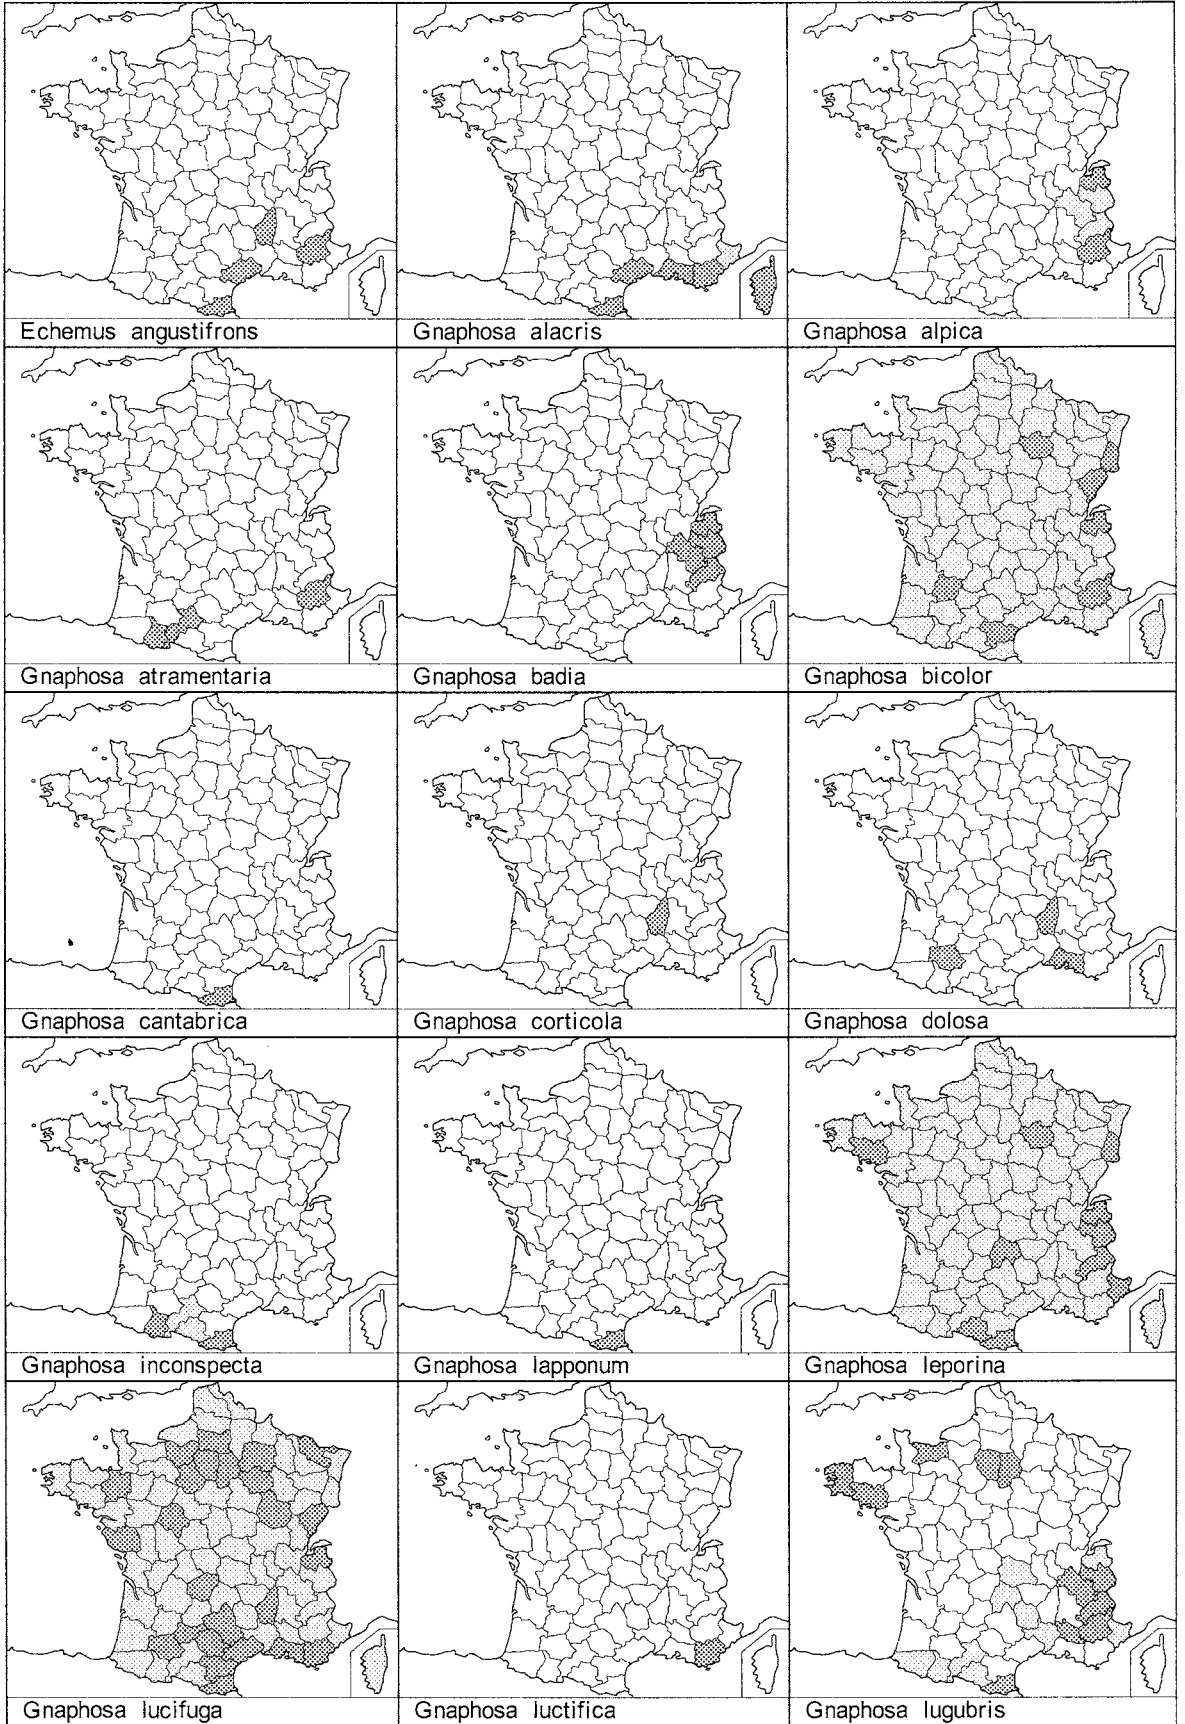 Echemus angustifrons
Gnaphosa alacris
Gnaphosa alpica
Gnaphosa atramentaria
Gnaphosa badia
Gnaphosa bicolor
Gnaphosa cantabrica
Gnaphosa corticola
Gnaphosa dolosa
Gnaphosa inconspecta
Gnaphosa lapponum
Gnaphosa leporina
Gnaphosa lucifuga
Gnaphosa luctifica
Gnaphosa lugubris